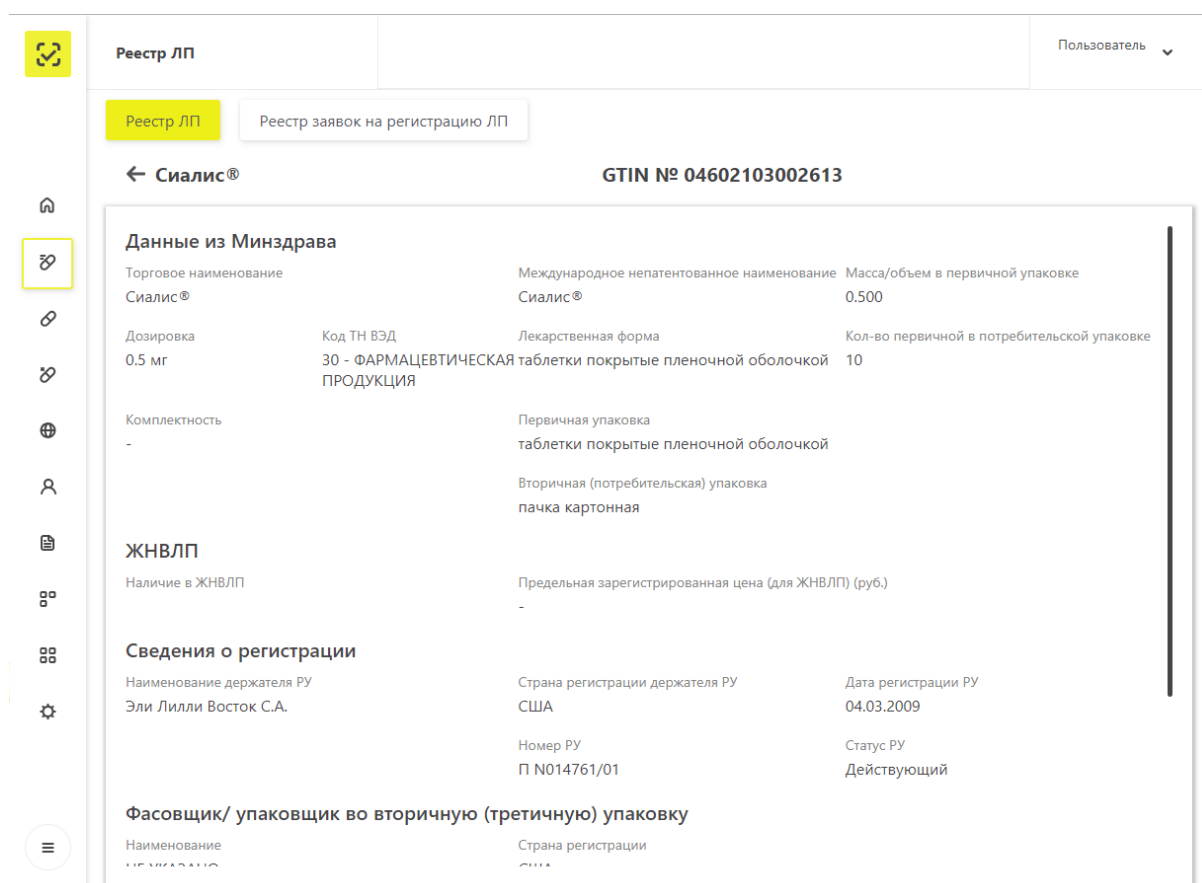 Реестр ЛП
Пользователь
Реестр ЛП
Реестр заявок на регистрацию ЛП
Сиалис®
GTIN № 04602103002613
Данные из Минздрава
Торговое наименование
Международное непатентованное наименование
Масса/объем в первичной упаковке
Сиалис®
Сиалис®
0.500
Дозировка
Код ТН ВЭД
Лекарственная форма
Кол-во первичной в потребительской упаковке
0.5 мг
30 - ФАРМАЦЕВТИЧЕСКАЯ
ПРОДУКЦИЯ
таблетки покрытые пленочной оболочкой
10
Комплектность
Первичная упаковка
-
таблетки покрытые пленочной оболочкой
Вторичная (потребительская) упаковка
пачка картонная
ЖНВЛП
Наличие в ЖНВЛП
Предельная зарегистрированная цена (для ЖНВЛП) (руб.)
-
Сведения о регистрации
Наименование держателя РУ
Страна регистрации держателя РУ
Дата регистрации РУ
Эли Лилли Восток С.А.
США
04.03.2009
Номер РУ
Статус РУ
П N014761/01
Действующий
Фасовщик/ упаковщик во вторичную (третичную) упаковку
Наименование
Страна регистрации